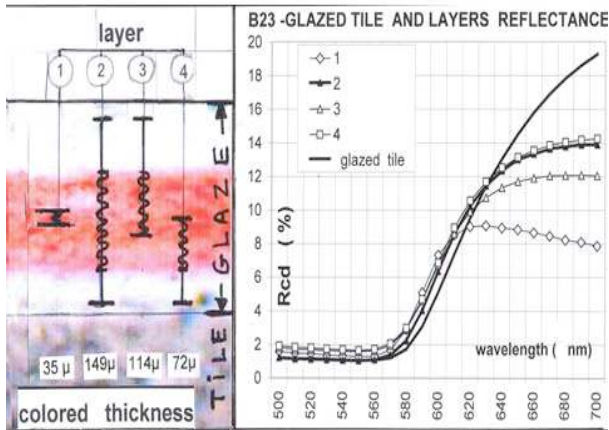 layer
1 2 3 4
GLAZE
TILE
35 µ 149µ 114µ 72µ
colored thickness
B23 -GLAZED TILE AND LAYERS REFLECTANCE
Rcd ( %)
20
18
16
14
12
10
8
6
4
2
0
1
2
3
4
glazed tile
wavelength ( nm)
500 520 540 560 580 600 620 640 660 680 700